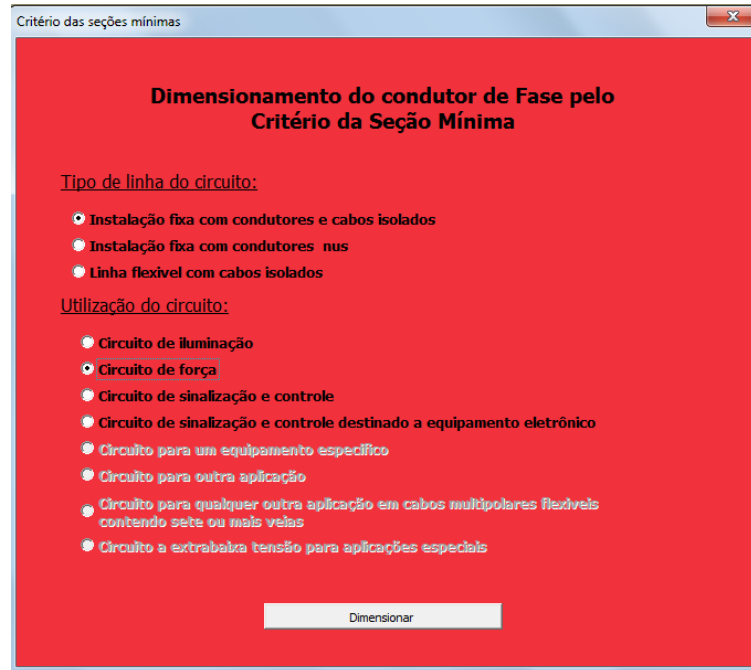 Critério das seções mínimas
Dimensionamento do condutor de Fase pelo
Critério da Seção Mínima
Tipo de linha do circuito:
Instalação fixa com condutores e cabos isolados
Instalação fixa com condutores nus
Linha flexivel com cabos isolados
Utilização do circuito:
Circuito de iluminação
Circuito de força
Circuito de sinalização e controle
Circuito de sinalização e controle destinado a equipamento eletrônico
Circuito para um equipamento específico
Circuito para outra aplicação
Circuito para qualquer outra aplicação em cabos multipolares flexiveis
contendo sete ou mais veias
Circuito a extrabaixa tensão para aplicações especiais
Dimensionar